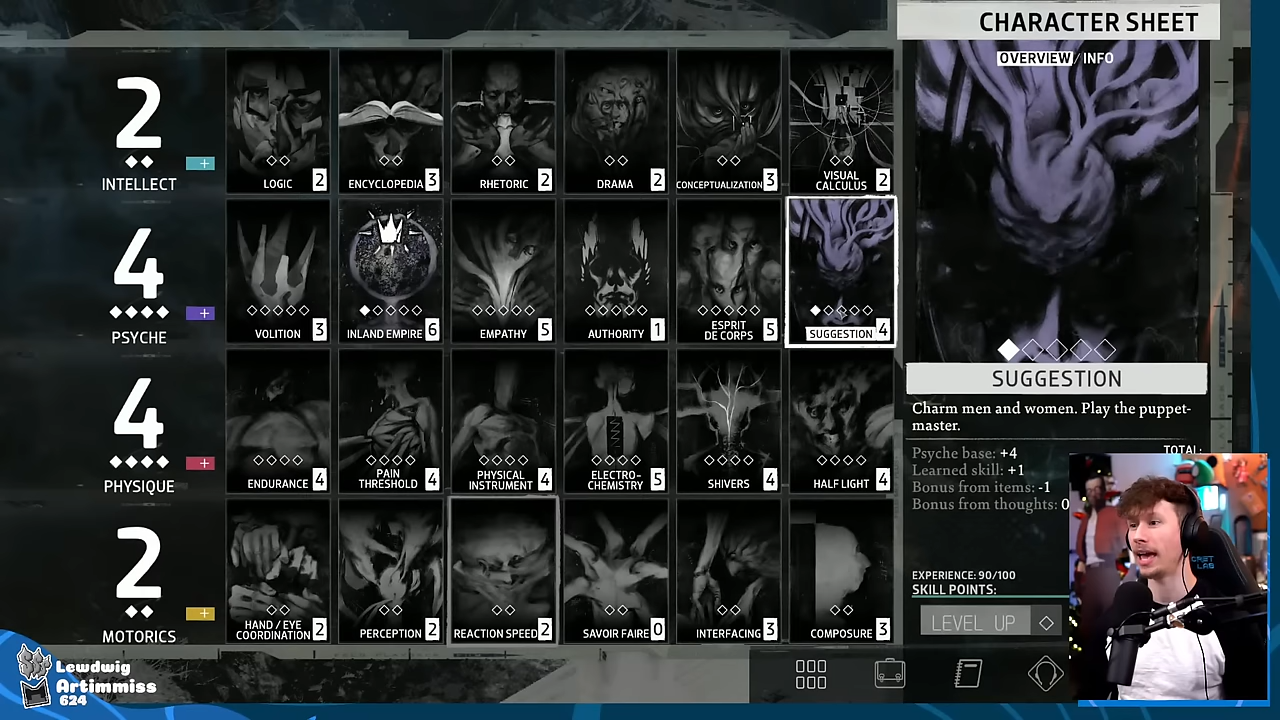 CHARACTER SHEET
OVERVIEW / INFO
2
INTELLECT
LOGIC 2
ENCYCLOPEDIA 3
RHETORIC 2
DRAMA 2
CONCEPTUALIZATION 3
VISUAL
CALCULUS 2
4
PSYCHE
VOLITION 3
INLAND EMPIRE 6
EMPATHY 5
AUTHORITY 1
ESPRIT
DE CORPS 5
SUGGESTION 4
4
PHYSIQUE
ENDURANCE 4
PAIN
THRESHOLD 4
PHYSICAL
INSTRUMENT 4
ELECTRO-
CHEMISTRY 5
SHIVERS 4
HALF LIGHT 4
2
MOTORICS
HAND / EYE
COORDINATION 2
PERCEPTION 2
REACTION SPEED 2
SAVOIR FAIRE 0
INTERFACING 3
COMPOSURE 3
SUGGESTION
Charm men and women. Play the puppet-
master.
TOTAL:
Psyche base: +4
Learned skill: +1
Bonus from items: -1
Bonus from thoughts: 0
EXPERIENCE: 90/100
SKILL POINTS:
LEVEL UP
Lewdwig
Artimmiss
624